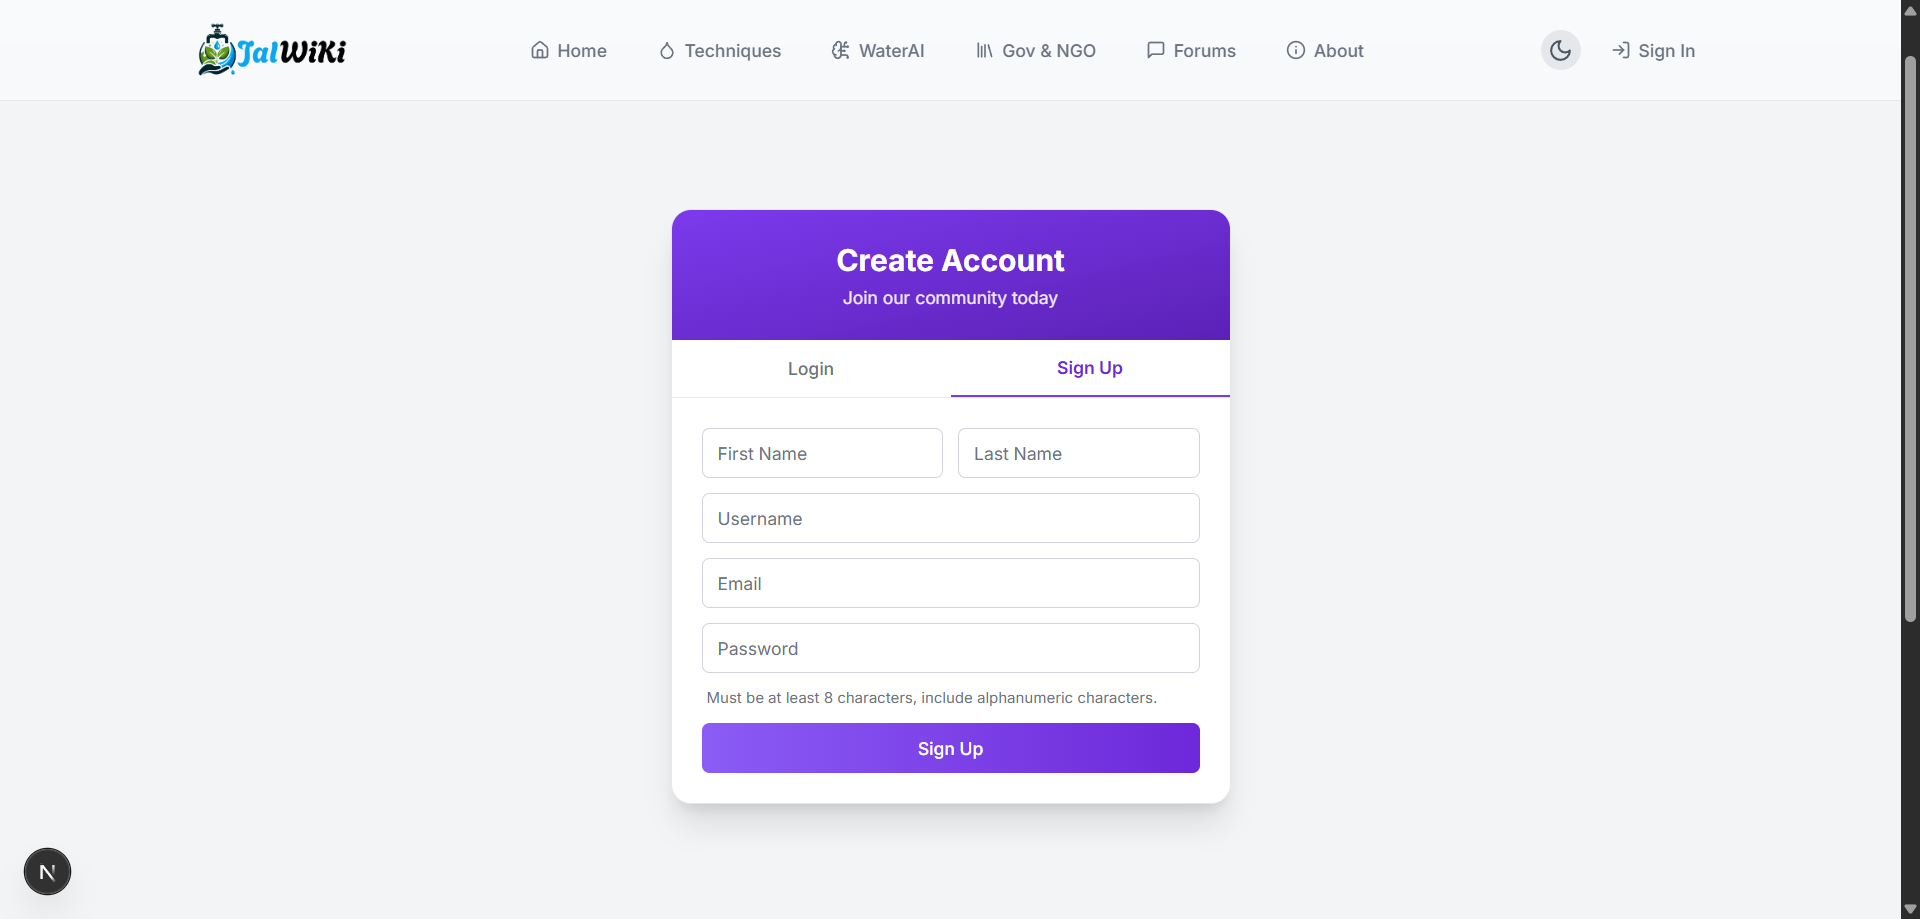 JalWiKi
Home
Techniques
WaterAI
Gov & NGO
Forums
About
Sign In
Create Account
Join our community today
Login
Sign Up
First Name
Last Name
Username
Email
Password
Must be at least 8 characters, include alphanumeric characters.
Sign Up
N